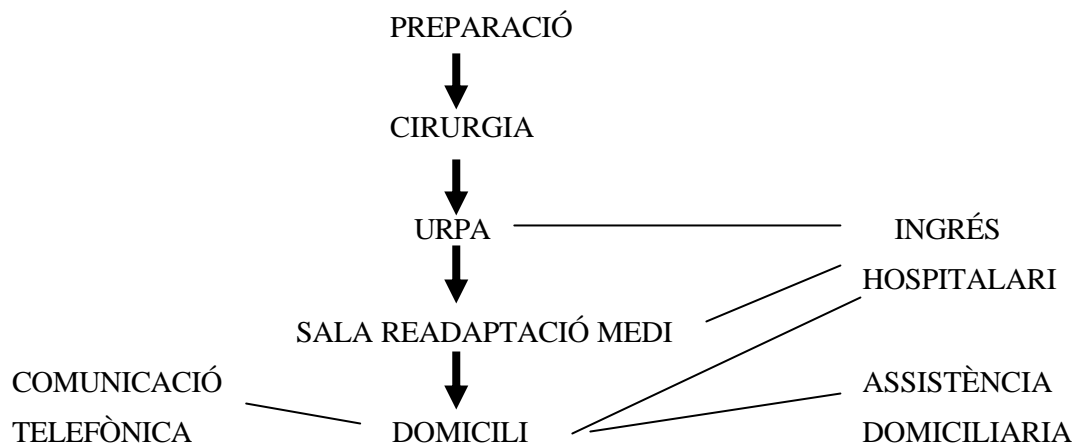 PREPARACIÓ
CIRURGIA
URPA
INGRÉS
HOSPITALARI
SALA READAPTACIÓ MEDI
COMUNICACIÓ
TELEFÒNICA
DOMICILI
ASSISTÈNCIA
DOMICILIARIA